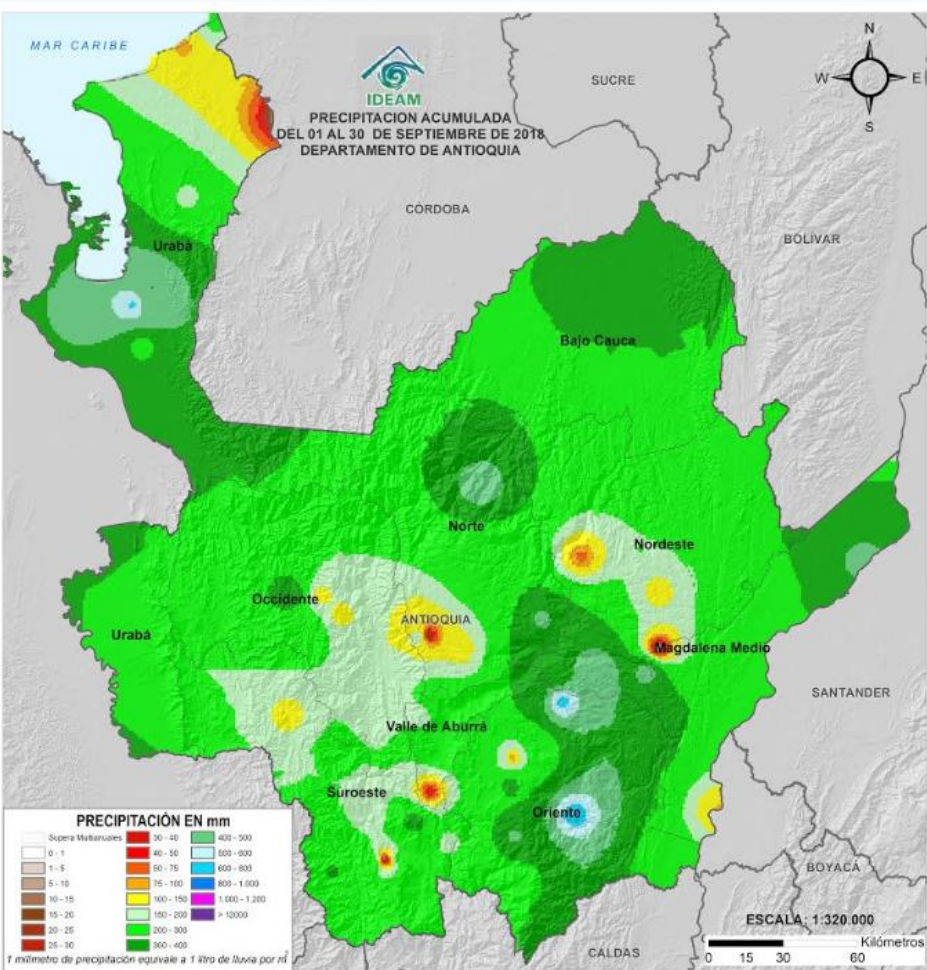 MAR CARIBE
N
W E
S
SUCRE
IDEAM
PRECIPITACION ACUMULADA
DEL 01 AL 30 DE SEPTIEMBRE DE 2018
DEPARTAMENTO DE ANTIOQUIA
CÓRDOBA
BOLÍVAR
Urabá
Bajo Cauca
Norte
Nordeste
Occidente
ANTIOQUIA
Urabá
Magdalena Medio
SANTANDER
Valle de Aburrá
Suroeste
Oriente
PRECIPITACIÓN EN mm
Supera Multianuales 30 - 40 400 - 500
0 - 1 40 - 50 500 - 600
1 - 5 50 - 75 600 - 800
5 - 10 75 - 100 800 - 1.000
10 - 15 100 - 150 1.000 - 1.200
15 - 20 150 - 200 > 12000
20 - 25 200 - 300
25 - 30 300 - 400
1 milimetro de precipitación equivale a 1 litro de lluvia por m²
BOYACÁ
CALDAS
ESCALA: 1:320.000
Kilómetros
0 15 30 60